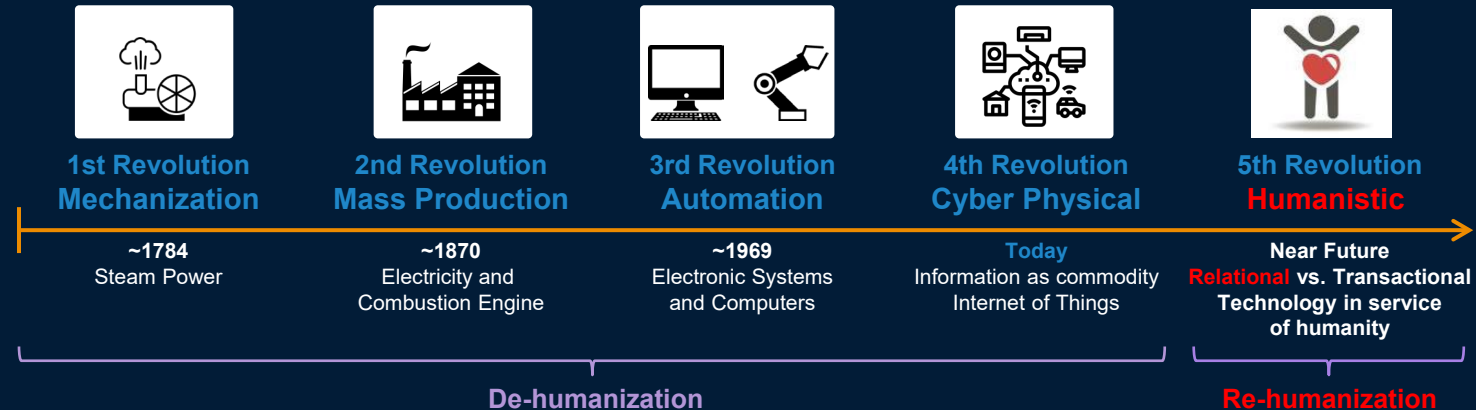 1st Revolution
Mechanization
~1784
Steam Power
2nd Revolution
Mass Production
~1870
Electricity and
Combustion Engine
3rd Revolution
Automation
~1969
Electronic Systems
and Computers
4th Revolution
Cyber Physical
Today
Information as commodity
Internet of Things
5th Revolution
Humanistic
Near Future
Relational vs. Transactional
Technology in service
of humanity
De-humanization
Re-humanization